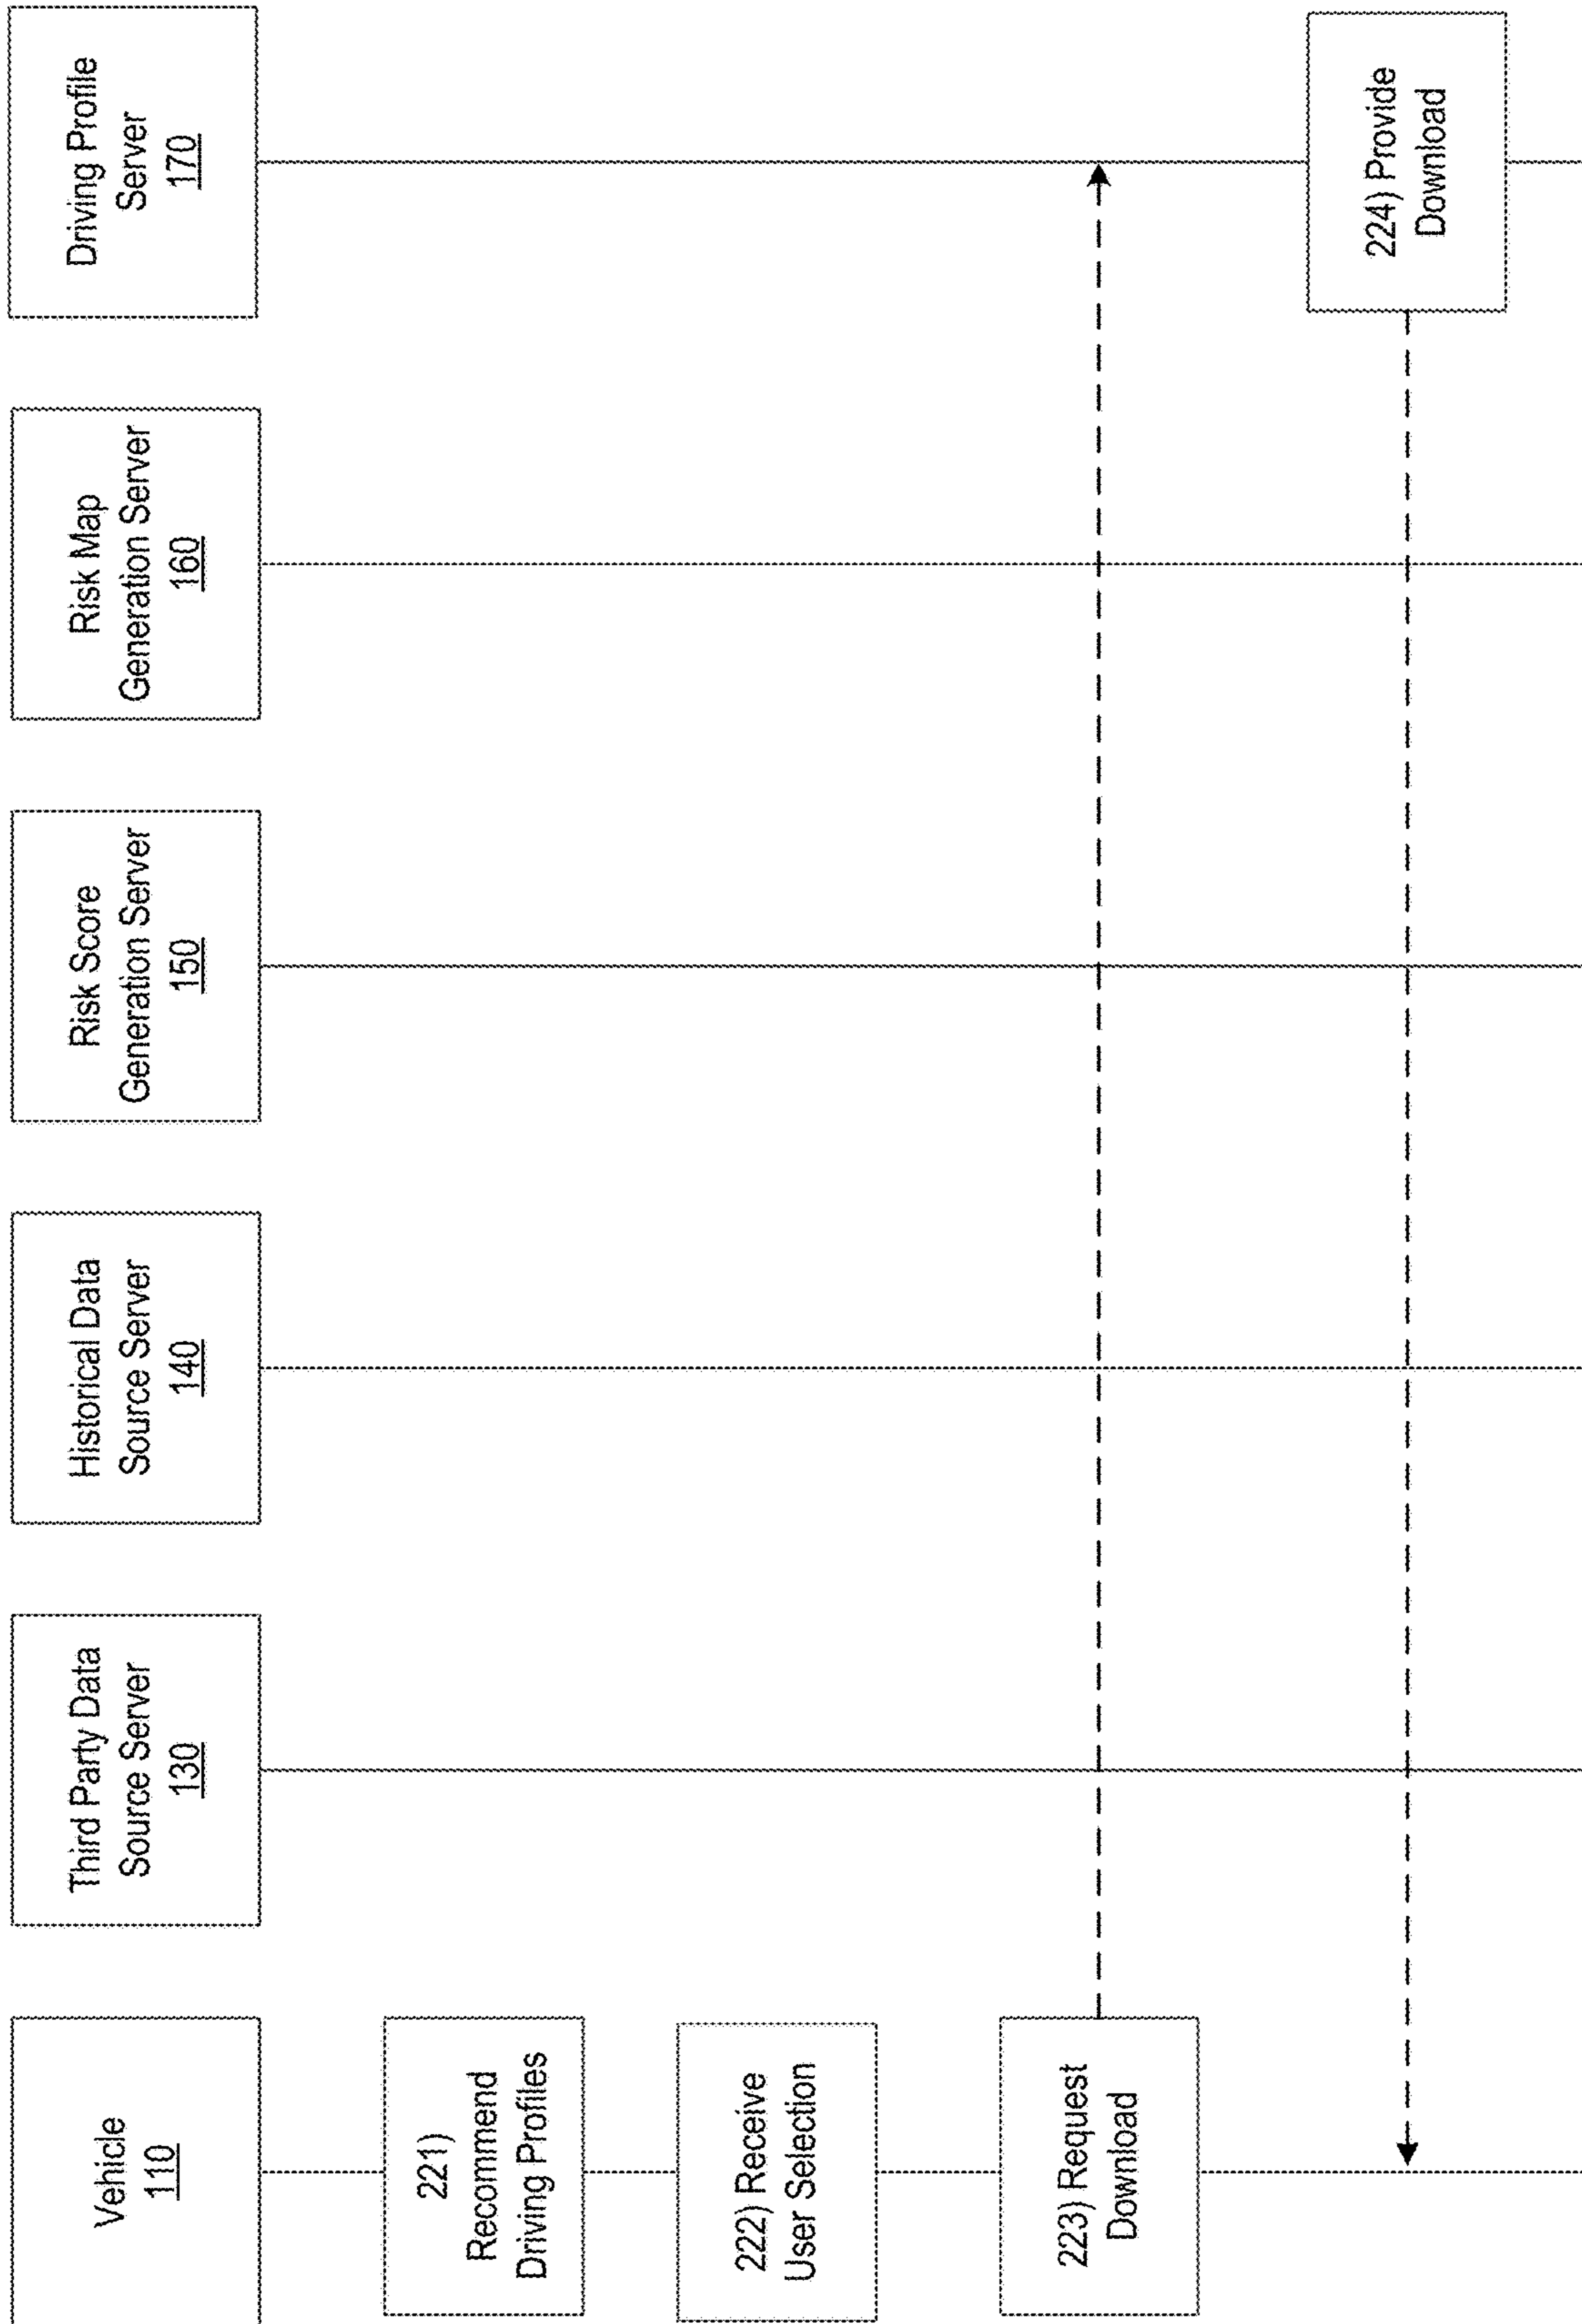 Vehicle
110
Third Party Data
Source Server
130
Historical Data
Source Server
140
Risk Score
Generation Server
150
Risk Map
Generation Server
160
Driving Profile
Server
170
221)
Recommend
Driving Profiles
222) Receive
User Selection
223) Request
Download
224) Provide
Download